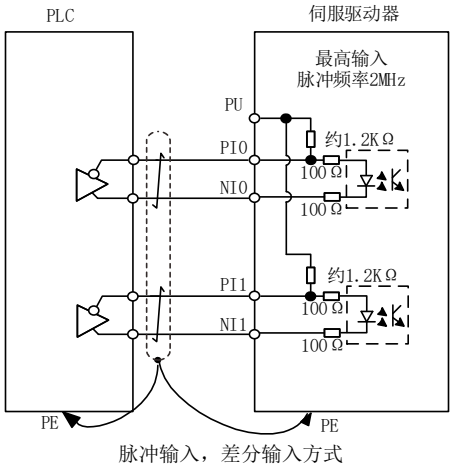 PLC
伺服驱动器
最高输入
脉冲频率2MHz
PU
约1.2KΩ
PI0
100Ω
NI0
100Ω
约1.2KΩ
PI1
100Ω
NI1
100Ω
PE
PE
脉冲输入，差分输入方式